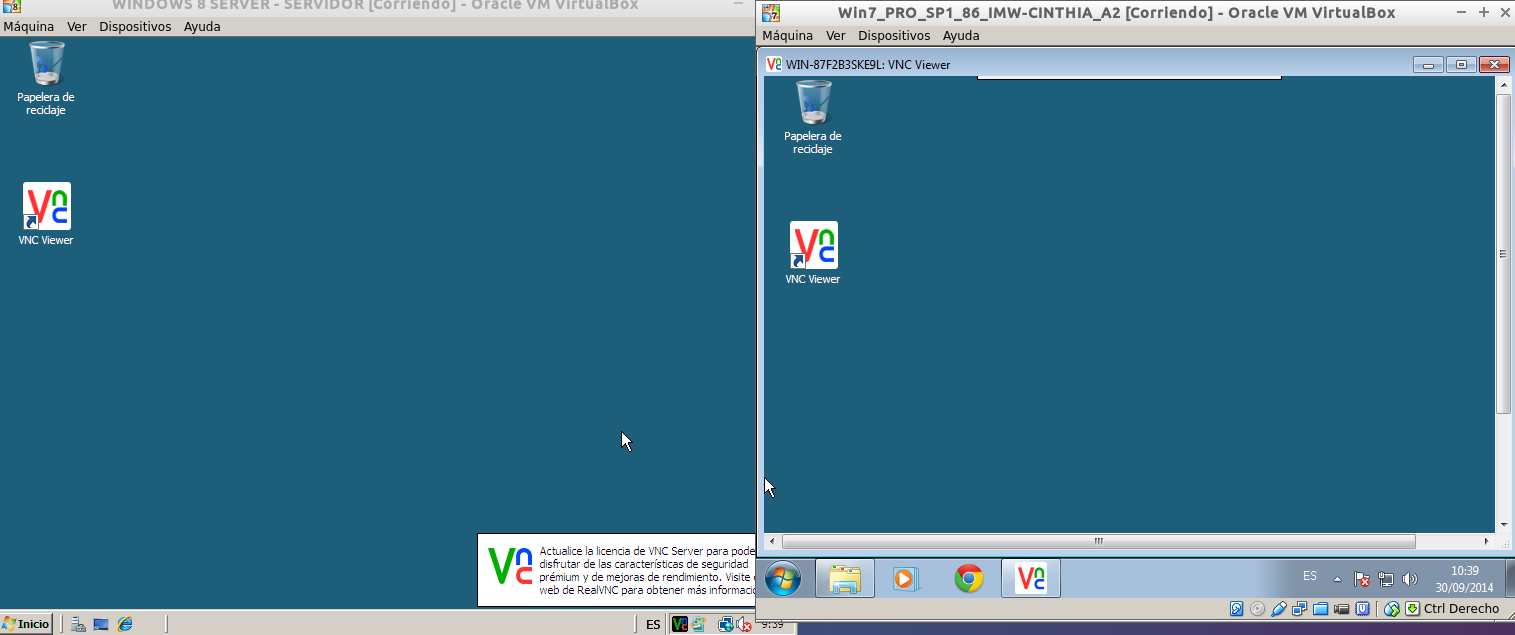 WINDOWS 8 SERVER - SERVIDOR [Corriendo] - Oracle VM VirtualBox
Máquina Ver Dispositivos Ayuda
Papelera de
reciclaje
VNC Viewer
Actualice la licencia de VNC Server para pode
disfrutar de las características de seguridad
prémium y de mejoras de rendimiento. Visite
web de RealVNC para obtener más informació
Inicio
ES
9:39
Win7_PRO_SP1_86_IMW-CINTHIA_A2 [Corriendo] - Oracle VM VirtualBox
Máquina Ver Dispositivos Ayuda
WIN-87F2B3SKE9L: VNC Viewer
Papelera de
reciclaje
VNC Viewer
ES
10:39
30/09/2014
Ctrl Derecho